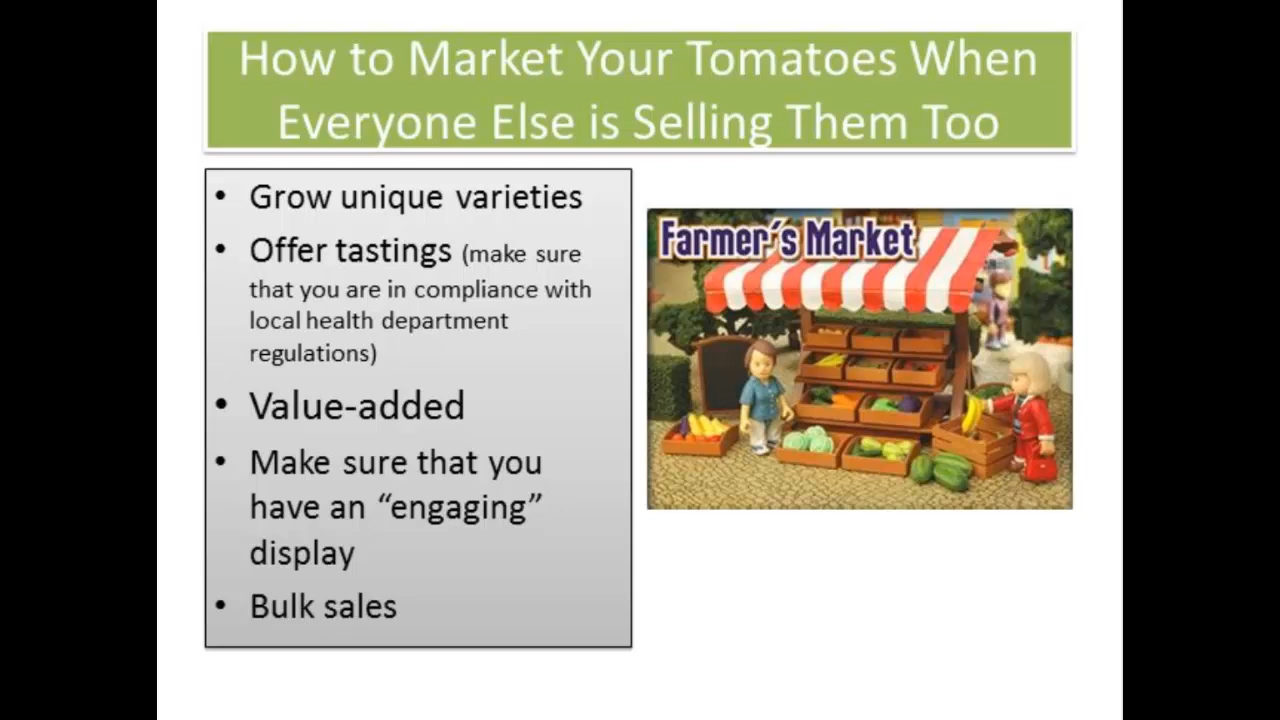 How to Market Your Tomatoes When
Everyone Else is Selling Them Too
• Grow unique varieties
• Offer tastings (make sure
that you are in compliance with
local health department
regulations)
• Value-added
• Make sure that you
have an “engaging”
display
• Bulk sales
Farmer's Market